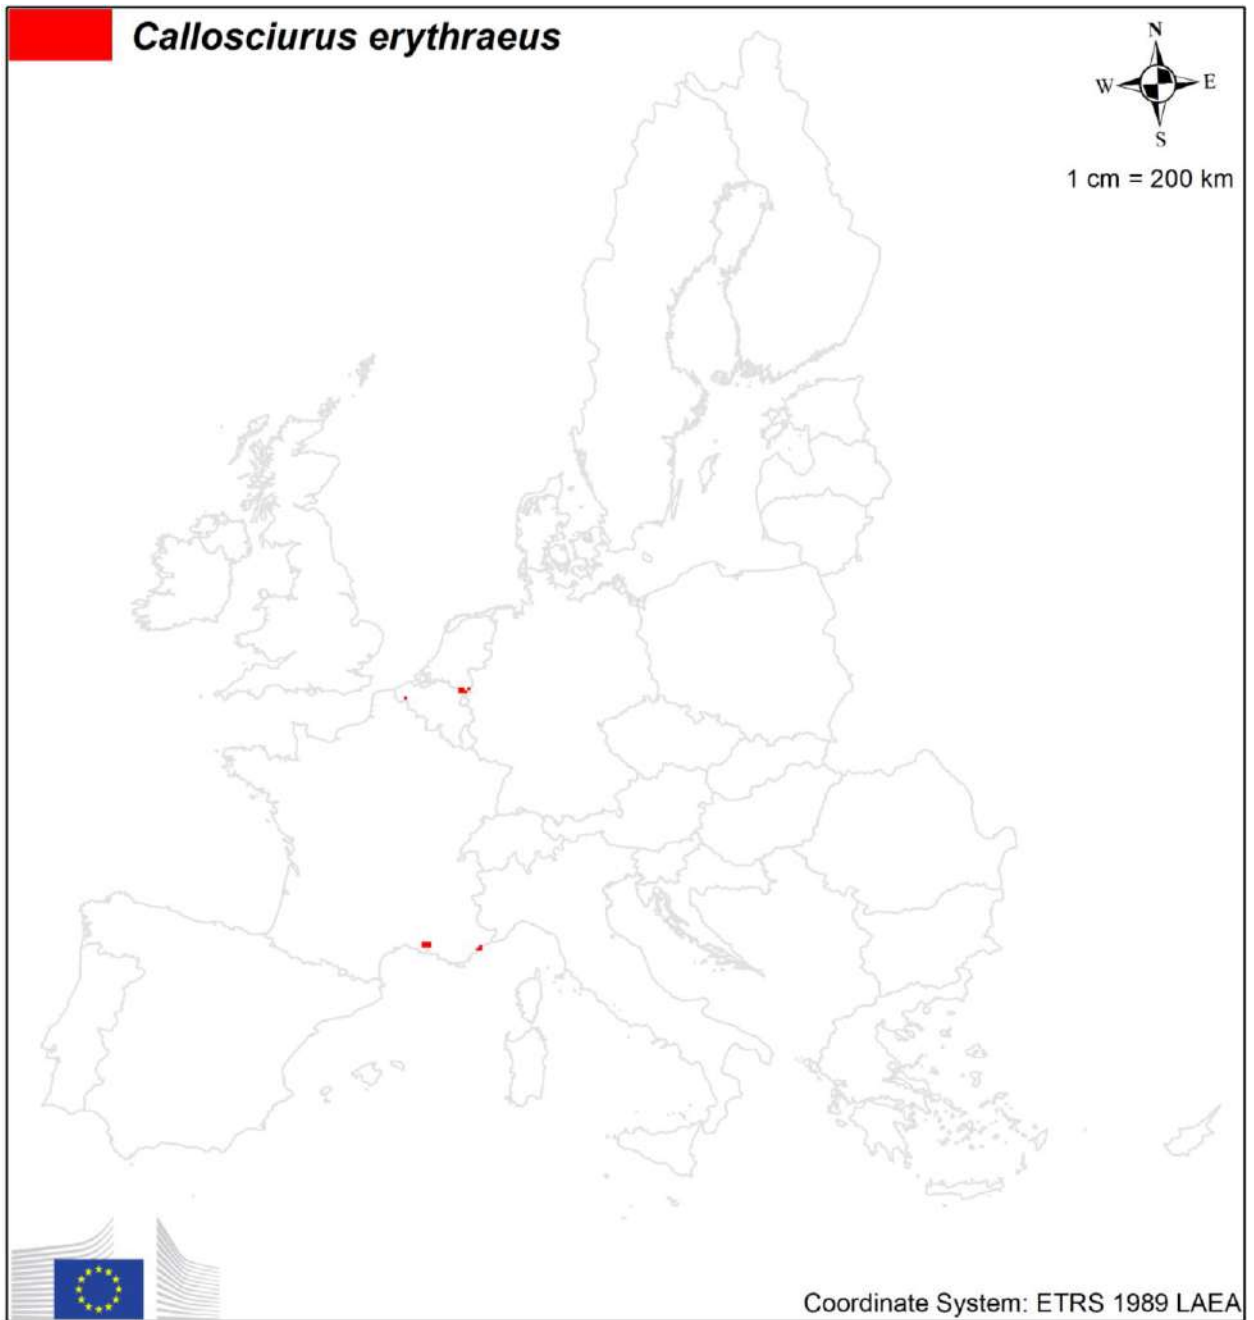 Callosciurus erythraeus
N
W E
S
1 cm = 200 km
Coordinate System: ETRS 1989 LAEA